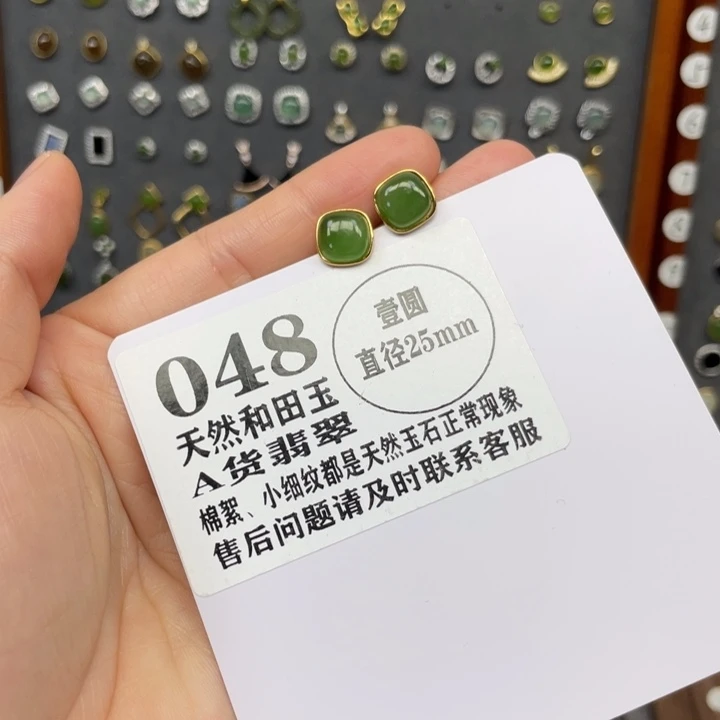 048
壹圆
直径25mm
天然和田玉
A货翡翠
棉絮、小细纹都是天然玉石正常现象
售后问题请及时联系客服